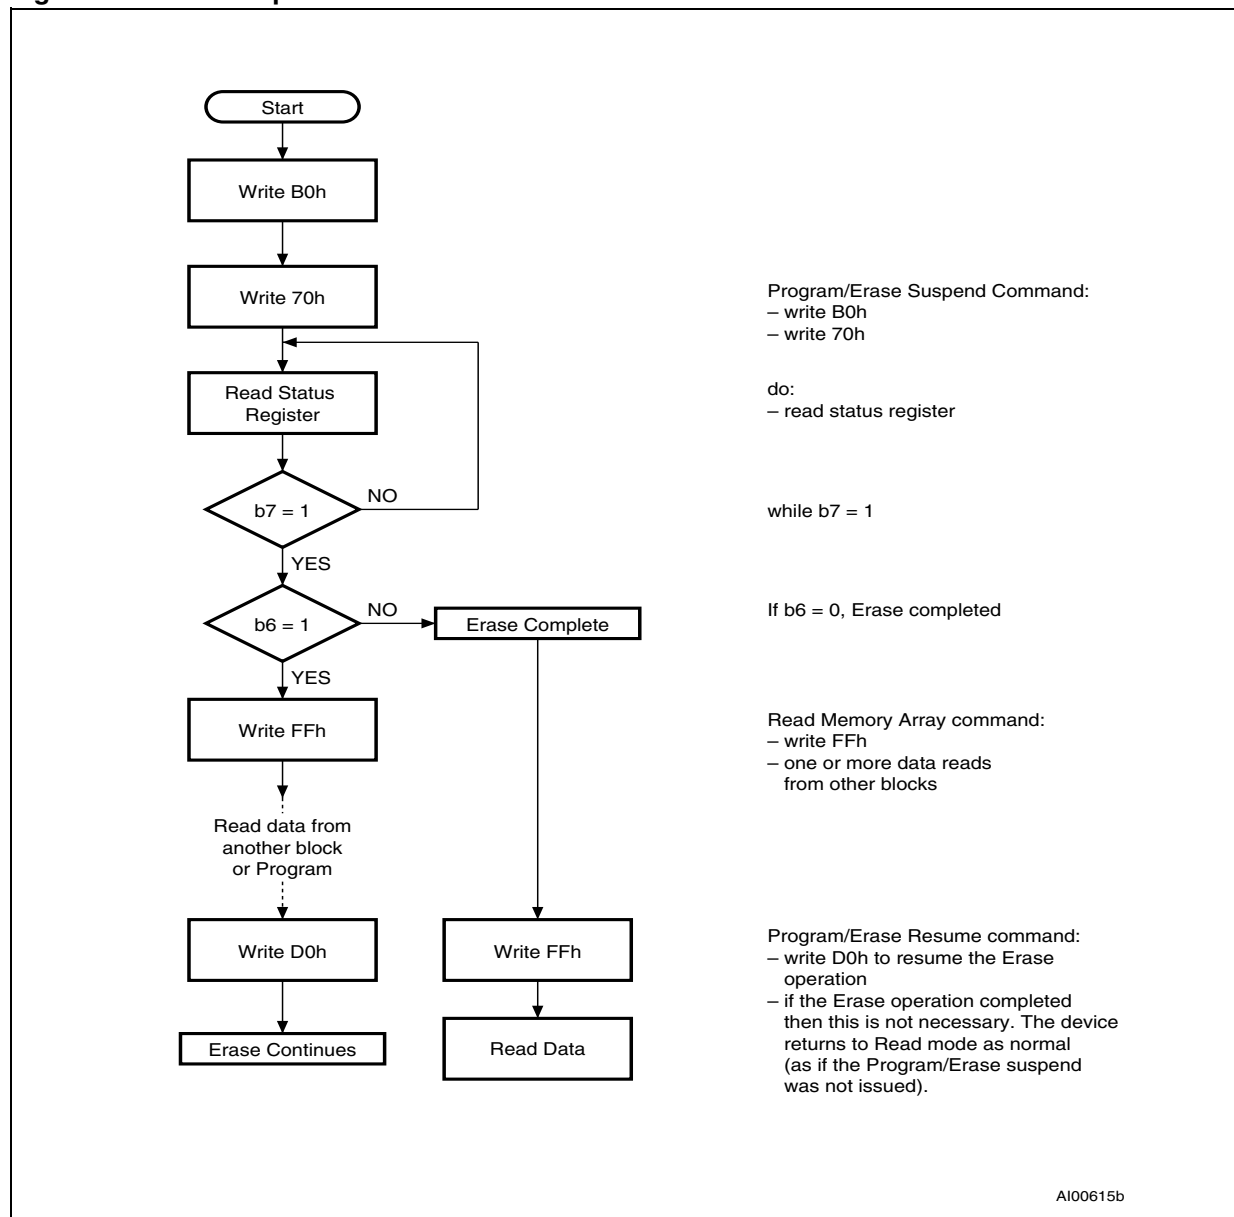 Start
Write B0h
Write 70h
Program/Erase Suspend Command:
– write B0h
– write 70h
Read Status
Register
do:
– read status register
b7 = 1
NO
while b7 = 1
YES
b6 = 1
NO
Erase Complete
If b6 = 0, Erase completed
YES
Write FFh
Read Memory Array command:
– write FFh
– one or more data reads
from other blocks
Read data from
another block
or Program
Write D0h
Write FFh
Program/Erase Resume command:
– write D0h to resume the Erase
operation
– if the Erase operation completed
then this is not necessary. The device
returns to Read mode as normal
(as if the Program/Erase suspend
was not issued).
Erase Continues
Read Data
AI00615b